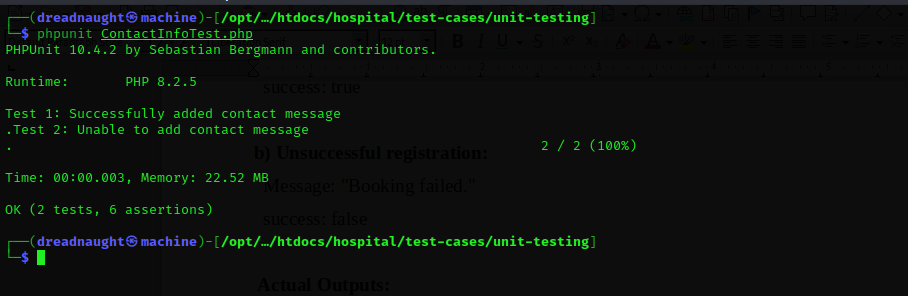 ┌──(dreadnaught㉿machine)-[/opt/…/htdocs/hospital/test-cases/unit-testing]
└─$ phpunit ContactInfoTest.php
PHPUnit 10.4.2 by Sebastian Bergmann and contributors.
Runtime:       PHP 8.2.5
success: true
Test 1: Successfully added contact message
.Test 2: Unable to add contact message
.                                                                   2 / 2 (100%)
b) Unsuccessful registration:
Time: 00:00.003, Memory: 22.52 MB
Message: "Booking failed."
OK (2 tests, 6 assertions)
success: false
┌──(dreadnaught㉿machine)-[/opt/…/htdocs/hospital/test-cases/unit-testing]
└─$
Actual Outputs: